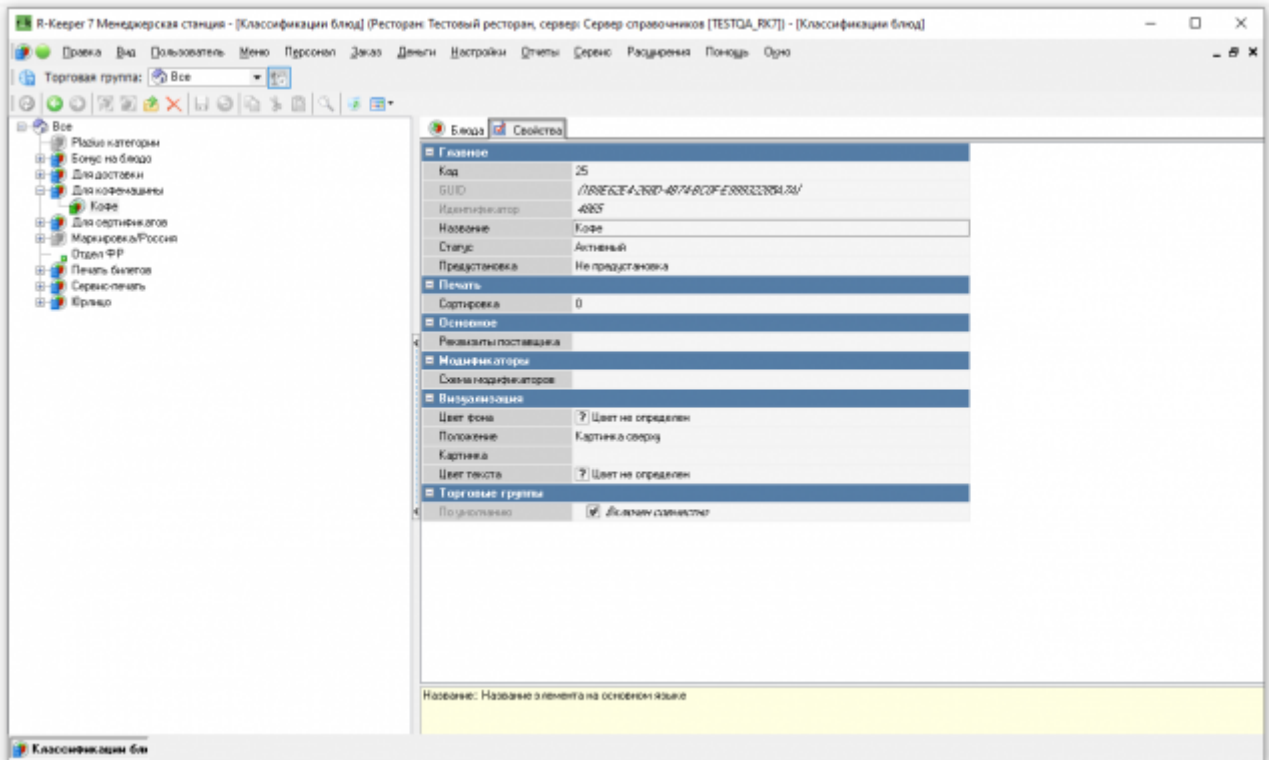 R-Keeper 7 Менеджерская станция - [Классификации блюд] (Ресторан: Тестовый ресторан, сервер: Сервер справочников [TESTQA_RK7]) - [Классификации блюд]
Правка Вид Пользователь Меню Персонал Заказ Деньги Настройки Отчеты Сервис Расширения Помощь Окно
Торговая группа: Все
Все
Plazius категории
Бонус на блюдо
Для доставки
Для кофемашины
Кофе
Для сертификатов
Маркировка/Россия
Отдел ФР
Печать билетов
Сервис-печать
Юрлицо
Блюда Свойства
Главное
Код 25
GUID
Идентификатор 4865
Название Кофе
Статус Активный
Предустановка Не предустановка
Печать
Сортировка 0
Основное
Реквизиты поставщика
Модификаторы
Схема модификаторов
Визуализация
Цвет фона ? Цвет не определен
Положение Картинка сверху
Картинка
Цвет текста ? Цвет не определен
Торговые группы
По умолчанию Включен совместно
Название: Название элемента на основном языке
Классификации бл